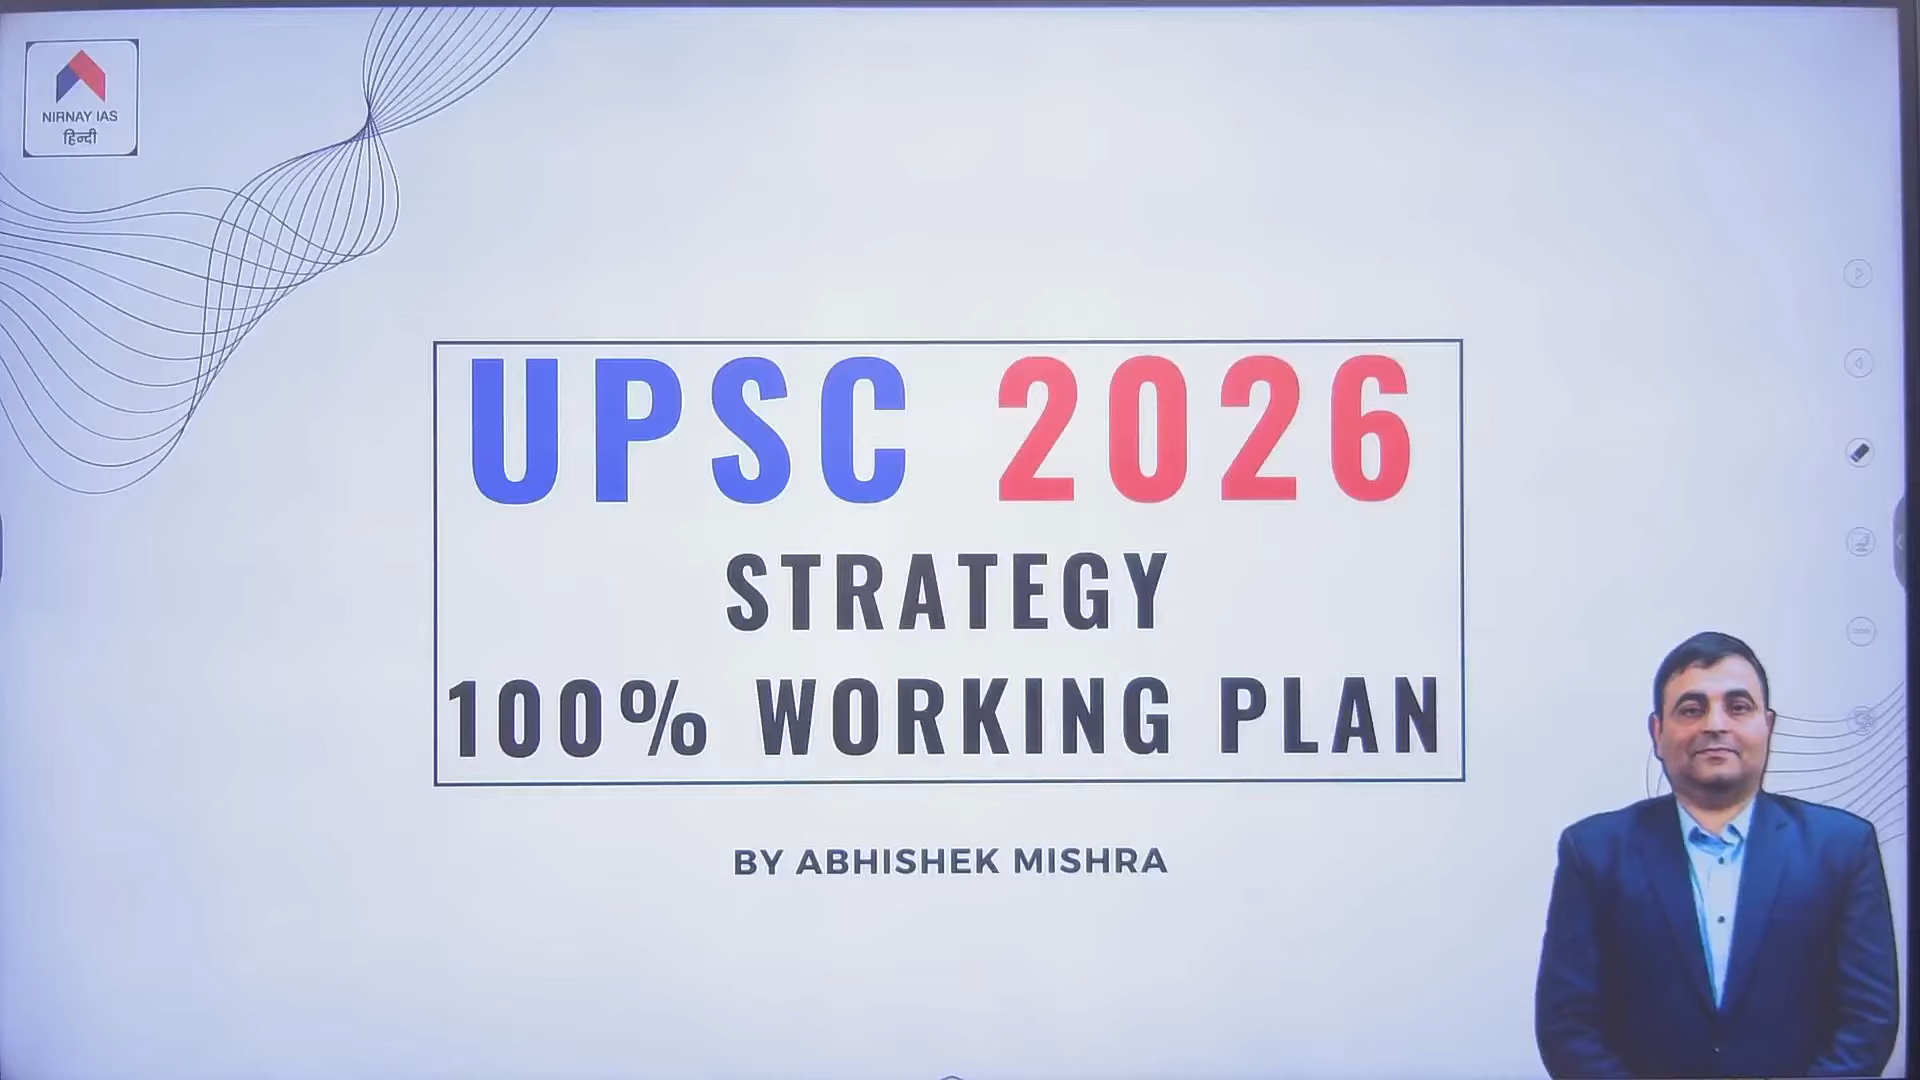 NIRNAY IAS
हिन्दी
UPSC 2026
STRATEGY
100% WORKING PLAN
BY ABHISHEK MISHRA